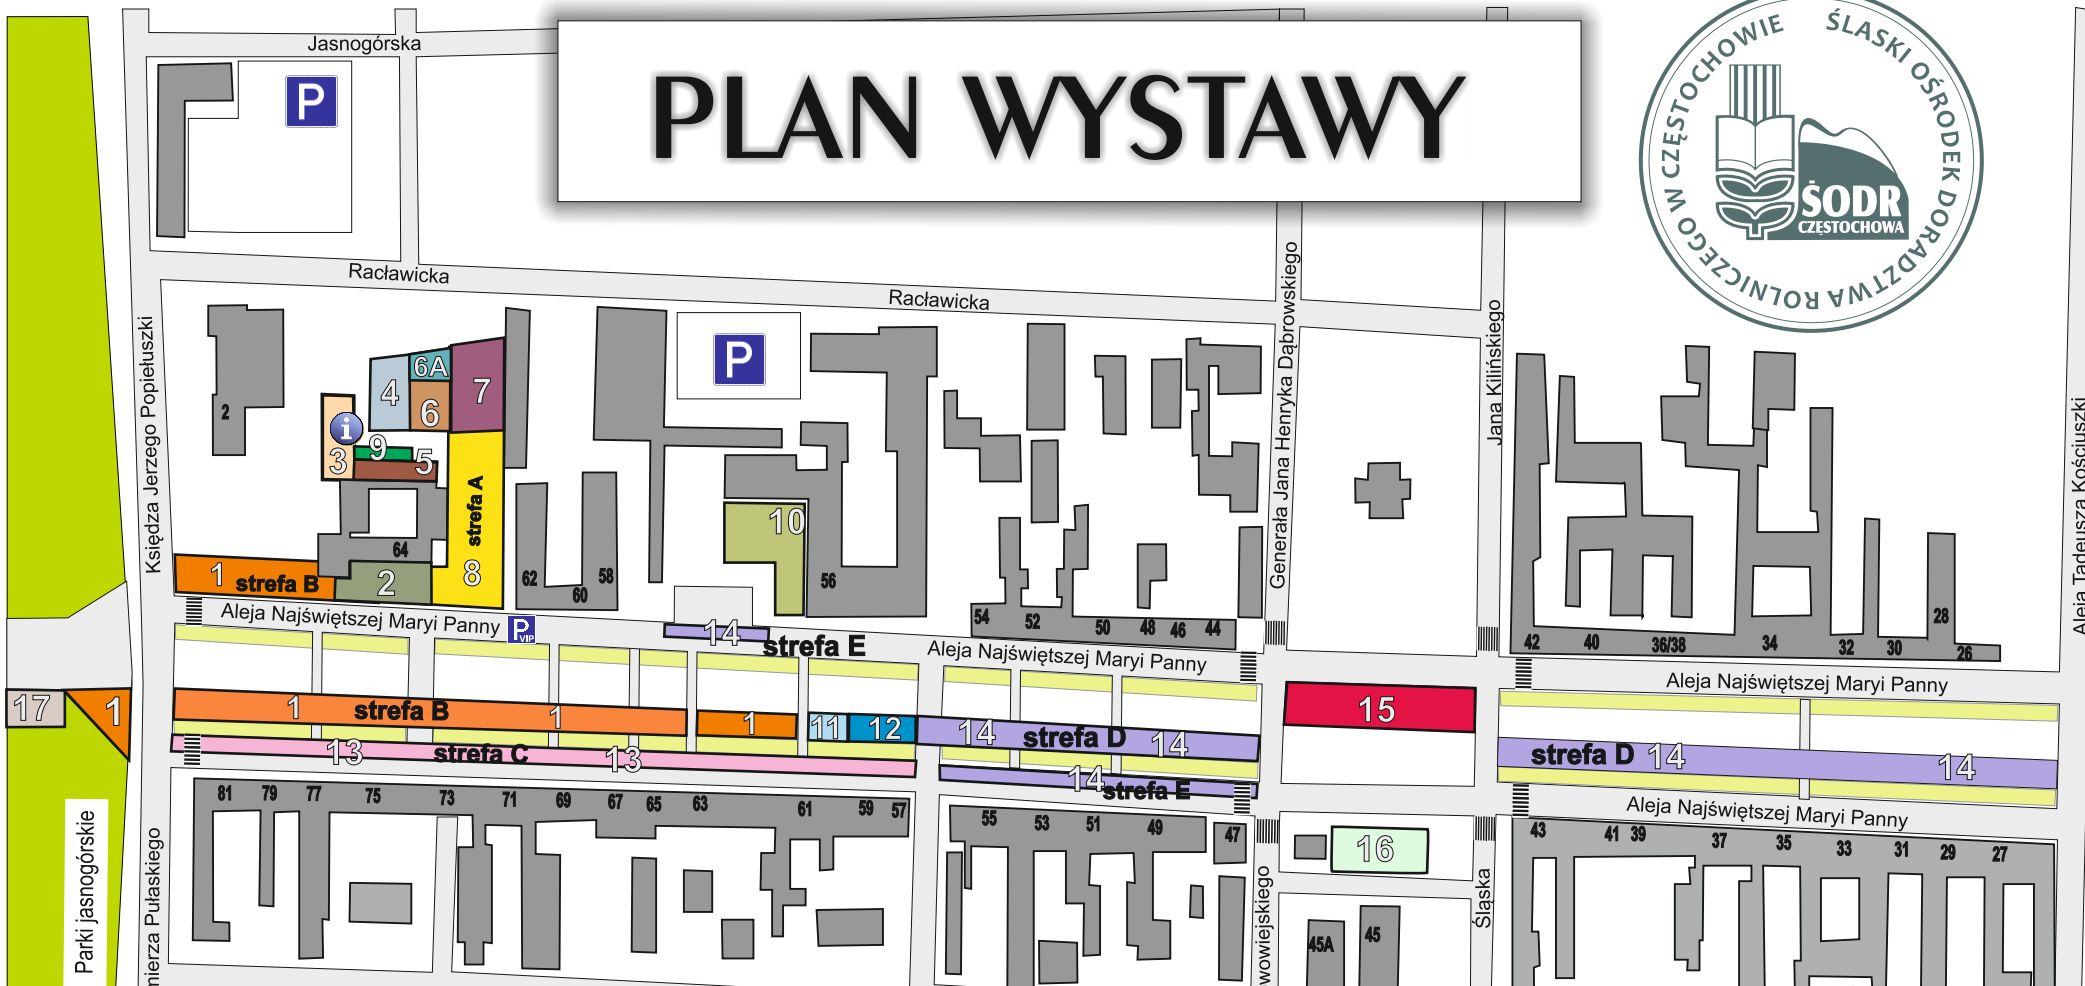 Jasnogórska
PLAN WYSTAWY
ŚLASKI OŚRODEK DORADZTWA ROLNICZEGO W CZĘSTOCHOWIE
ŚODR
CZĘSTOCHOWA
P
Racławicka
Racławicka
Księdza Jerzego Popiełuszki
Generała Jana Henryka Dąbrowskiego
Jana Kilińskiego
Aleja Tadeusza Kościuszki
P
2
4
6A
6
7
i
3
9
5
strefa A
8
10
64
62
60
58
56
1
strefa B
2
54
52
50
48
46
44
42
40
36/38
34
32
30
28
26
Aleja Najświętszej Maryi Panny
P
VIP
14
strefa E
Aleja Najświętszej Maryi Panny
Aleja Najświętszej Maryi Panny
17
1
1
strefa B
1
1
11
12
14
strefa D
14
15
strefa D
14
14
13
strefa C
13
14
strefa E
Aleja Najświętszej Maryi Panny
81
79
77
75
73
71
69
67
65
63
61
59
57
55
53
51
49
47
16
43
41
39
37
35
33
31
29
27
45A
45
Parki jasnogórskie
mierza Pułaskiego
wowiejskiego
Śląska